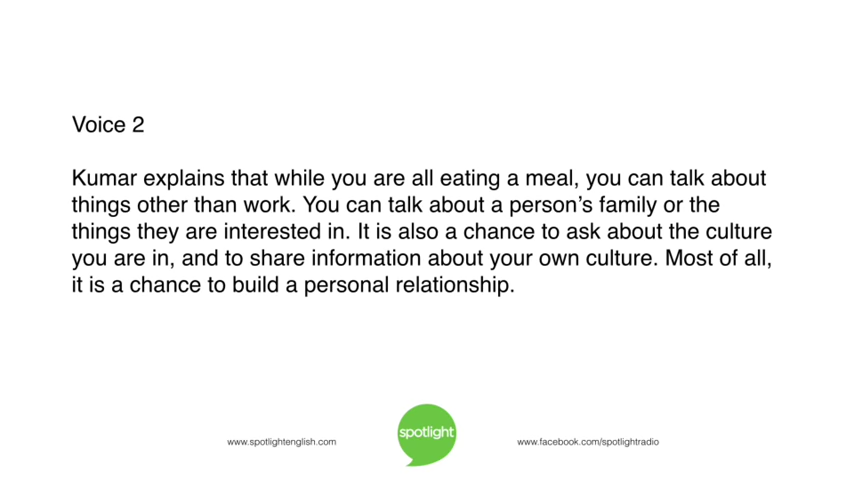 Voice 2
Kumar explains that while you are all eating a meal, you can talk about
things other than work. You can talk about a person’s family or the
things they are interested in. It is also a chance to ask about the culture
you are in, and to share information about your own culture. Most of all,
it is a chance to build a personal relationship.
spotlight
www.spotlightenglish.com
www.facebook.com/spotlightradio